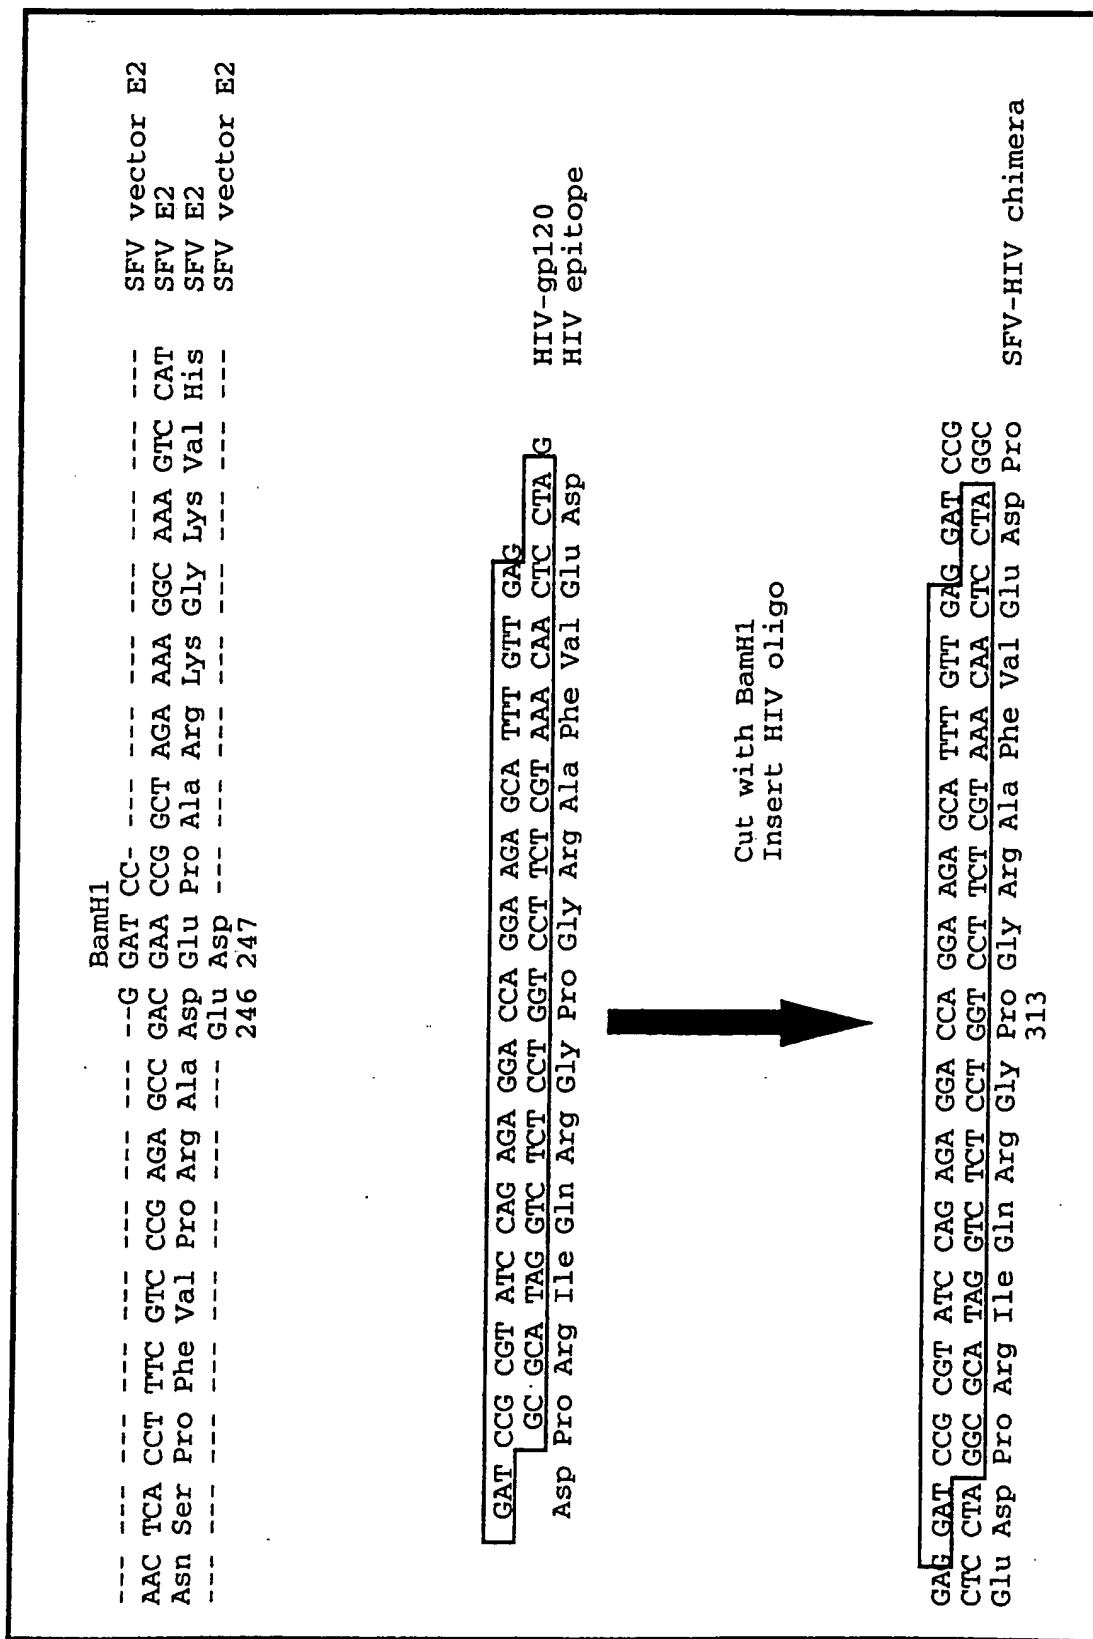 BamH1
--- --- --- --- --- --- --- --- --- --G GAT CC- --- --- --- --- --- --- --- SFV vector E2
AAC TCA CCT TTC GTC CCG AGA GCC GAC GAA CCG GCT AGA AAA GGC AAA GTC CAT SFV E2
Asn Ser Pro Phe Val Pro Arg Ala Asp Glu Pro Ala Arg Lys Gly Lys Val His SFV E2
--- --- --- --- --- --- --- --- --- Glu Asp --- --- --- --- --- --- --- --- SFV vector E2
246 247
GAT CCG CGT ATC CAG AGA GGA CCA GGA AGA GCA TTT GTT GAG
GC GCA TAG GTC TCT CCT GGT CCT TCT CGT AAA CAA CTC CTA G HIV-gp120
Asp Pro Arg Ile Gln Arg Gly Pro Gly Arg Ala Phe Val Glu Asp HIV epitope
Cut with BamH1
Insert HIV oligo
GAG GAT CCG CGT ATC CAG AGA GGA CCA GGA AGA GCA TTT GTT GAG GAT CCG
CTC CTA GGC GCA TAG GTC TCT CCT GGT CCT TCT CGT AAA CAA CTC CTA GGC
Glu Asp Pro Arg Ile Gln Arg Gly Pro Gly Arg Ala Phe Val Glu Asp Pro SFV-HIV chimera
313